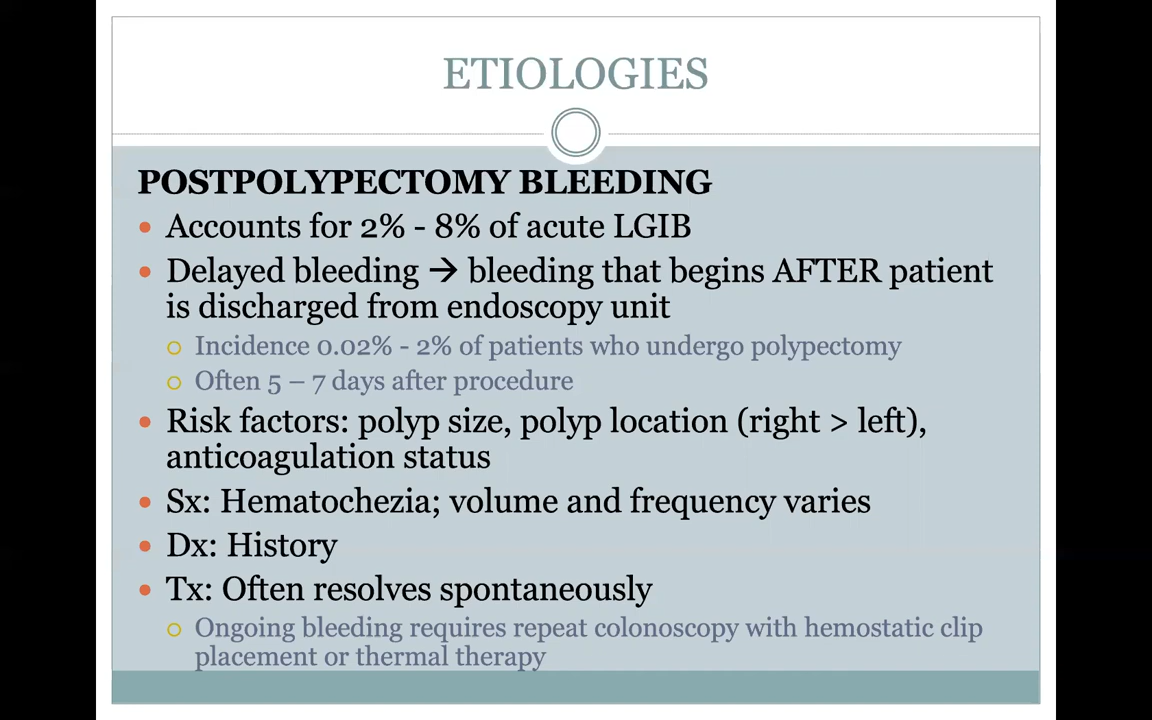 ETIOLOGIES
POSTPOLYPECTOMY BLEEDING
• Accounts for 2% - 8% of acute LGIB
• Delayed bleeding → bleeding that begins AFTER patient
is discharged from endoscopy unit
○ Incidence 0.02% - 2% of patients who undergo polypectomy
○ Often 5 – 7 days after procedure
• Risk factors: polyp size, polyp location (right > left),
anticoagulation status
• Sx: Hematochezia; volume and frequency varies
• Dx: History
• Tx: Often resolves spontaneously
○ Ongoing bleeding requires repeat colonoscopy with hemostatic clip
placement or thermal therapy